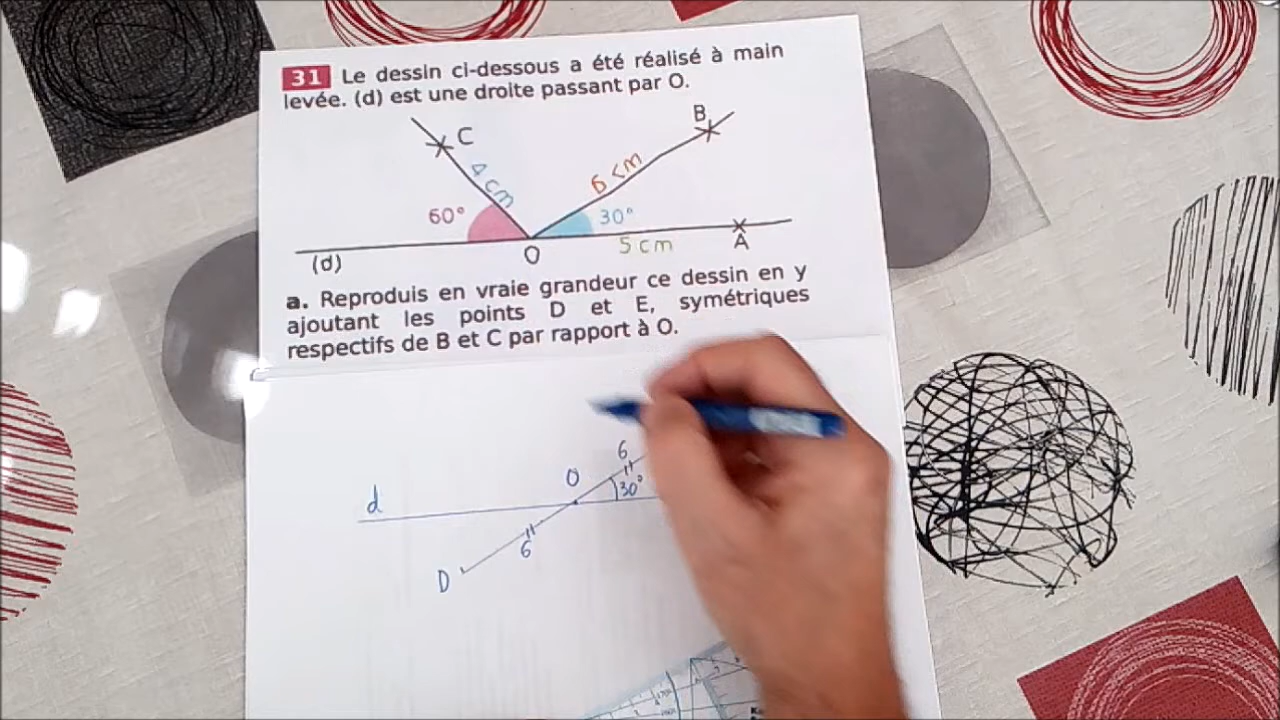 31 Le dessin ci-dessous a été réalisé à main
levée. (d) est une droite passant par O.
C
B
4 cm
6 cm
60°
30°
(d)
O
5 cm
A
a. Reproduis en vraie grandeur ce dessin en y
ajoutant les points D et E, symétriques
respectifs de B et C par rapport à O.
6
O
30°
d
6
D